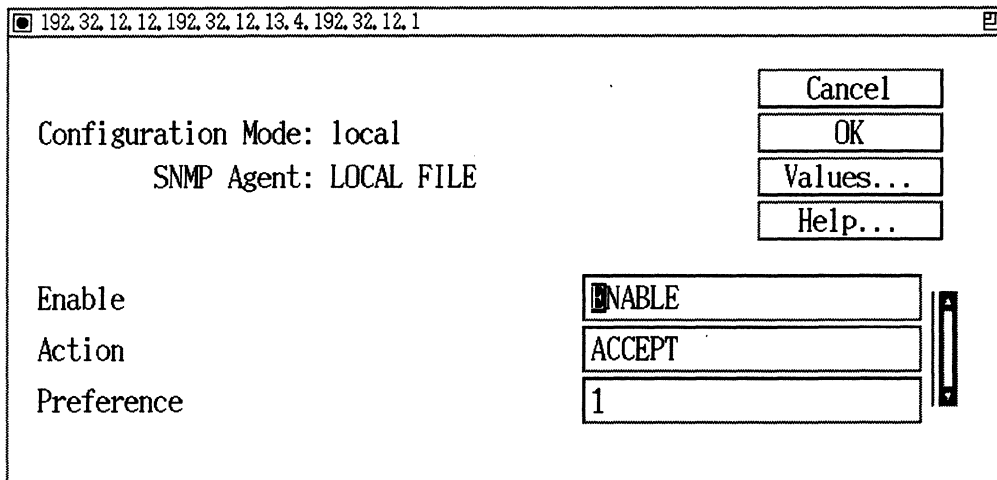 192.32.12.12.192.32.12.13.4.192.32.12.1
Cancel
Configuration Mode: local
OK
SNMP Agent: LOCAL FILE
Values...
Help...
Enable
ENABLE
Action
ACCEPT
Preference
1